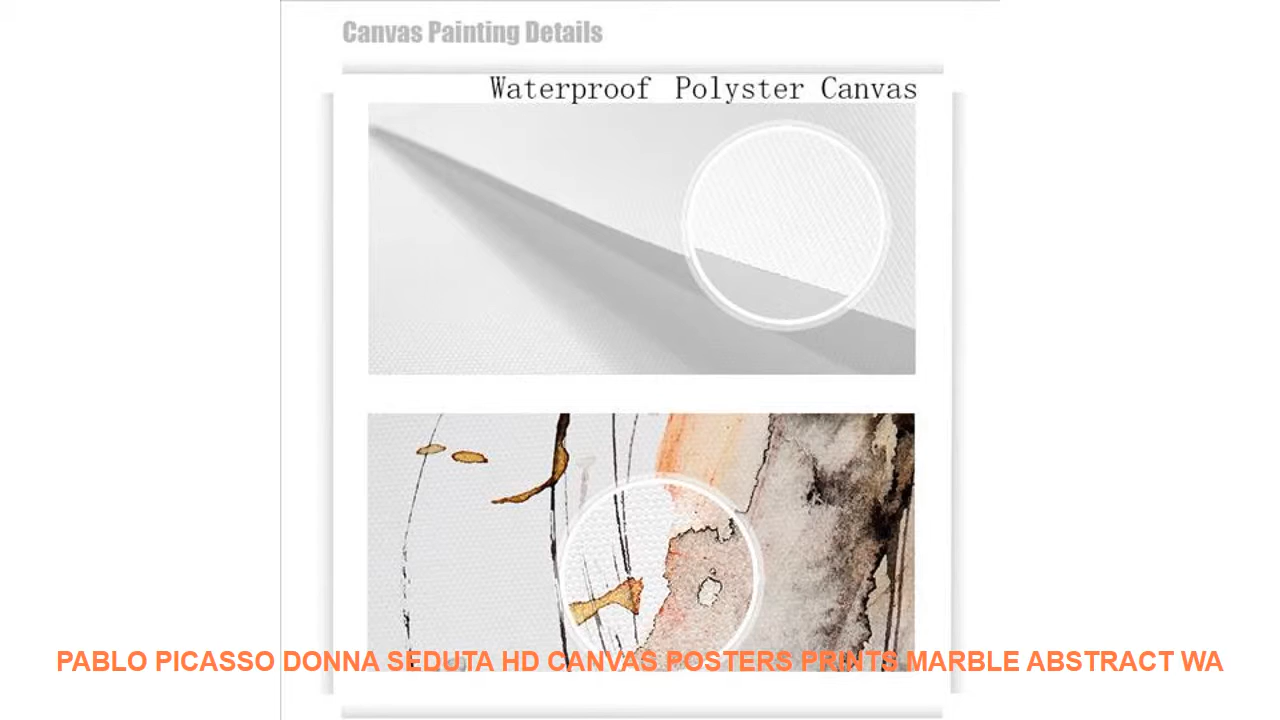 Canvas Painting Details
Waterproof Polyster Canvas
PABLO PICASSO DONNA SEDUTA HD CANVAS POSTERS PRINTS MARBLE ABSTRACT WA